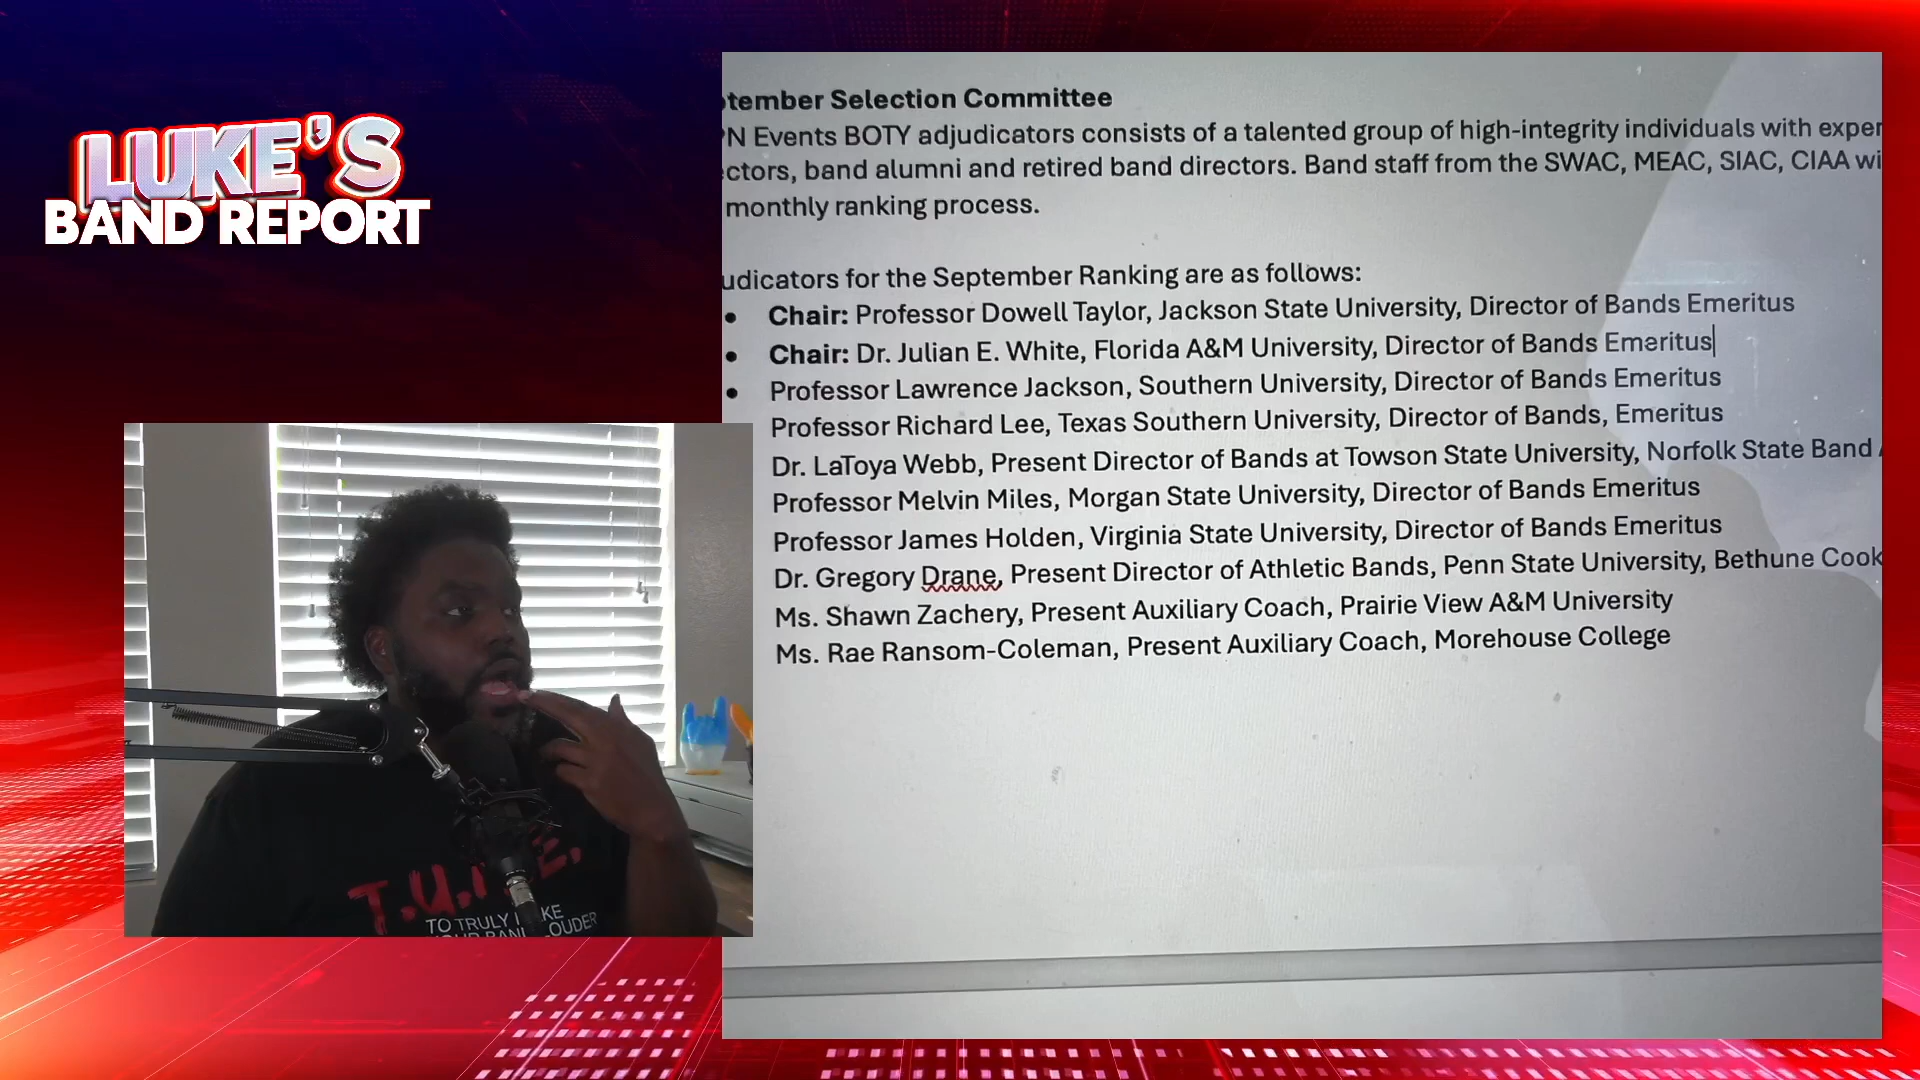 LUKE'S
BAND REPORT
tember Selection Committee
N Events BOTY adjudicators consists of a talented group of high-integrity individuals with exper
ctors, band alumni and retired band directors. Band staff from the SWAC, MEAC, SIAC, CIAA wi
monthly ranking process.
udicators for the September Ranking are as follows:
• Chair: Professor Dowell Taylor, Jackson State University, Director of Bands Emeritus
• Chair: Dr. Julian E. White, Florida A&M University, Director of Bands Emeritus
• Professor Lawrence Jackson, Southern University, Director of Bands Emeritus
Professor Richard Lee, Texas Southern University, Director of Bands, Emeritus
Dr. LaToya Webb, Present Director of Bands at Towson State University, Norfolk State Band
Professor Melvin Miles, Morgan State University, Director of Bands Emeritus
Professor James Holden, Virginia State University, Director of Bands Emeritus
Dr. Gregory Drane, Present Director of Athletic Bands, Penn State University, Bethune Cook
Ms. Shawn Zachery, Present Auxiliary Coach, Prairie View A&M University
Ms. Rae Ransom-Coleman, Present Auxiliary Coach, Morehouse College
TO TRULY